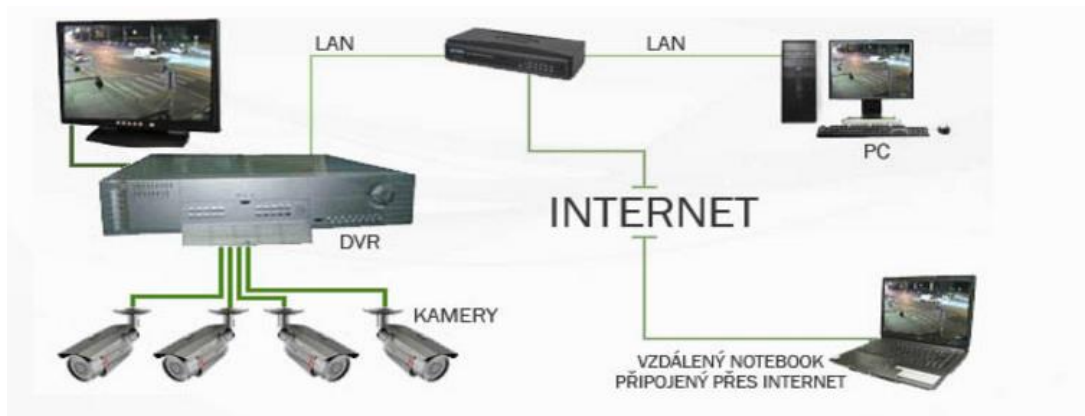 LAN
LAN
PC
INTERNET
DVR
KAMERY
VZDÁLENÝ NOTEBOOK
PŘIPOJENÝ PŘES INTERNET